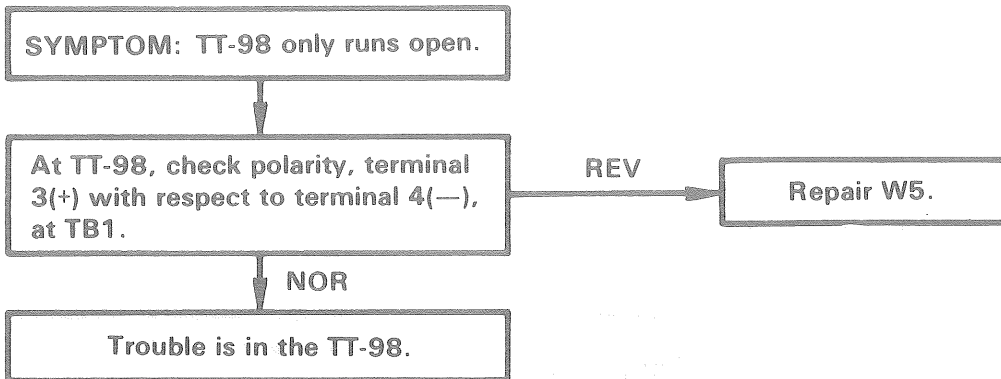 SYMPTOM: TT-98 only runs open.
At TT-98, check polarity, terminal
3(+) with respect to terminal 4(—),
at TB1.
REV
Repair W5.
NOR
Trouble is in the TT-98.